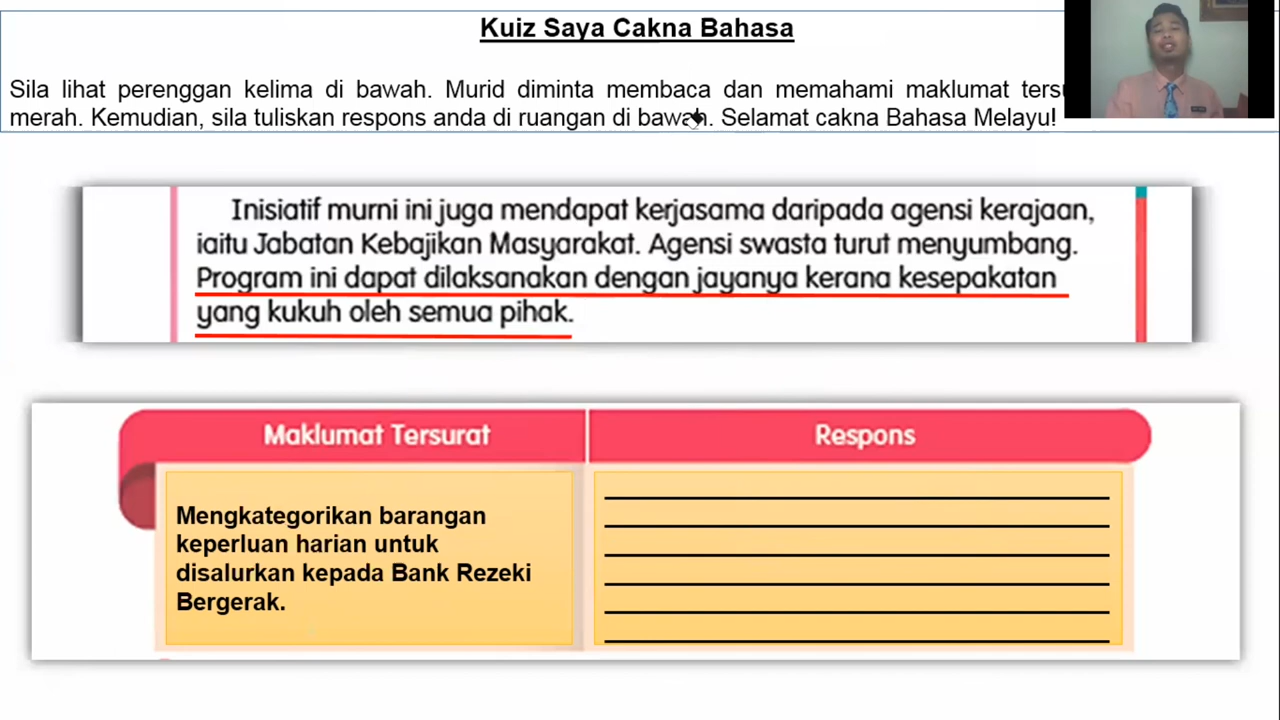 Kuiz Saya Cakna Bahasa
Sila lihat perenggan kelima di bawah. Murid diminta membaca dan memahami maklumat
merah. Kemudian, sila tuliskan respons anda di ruangan di bawah. Selamat cakna Bahasa Melayu!
Inisiatif murni ini juga mendapat kerjasama daripada agensi kerajaan,
iaitu Jabatan Kebajikan Masyarakat. Agensi swasta turut menyumbang.
Program ini dapat dilaksanakan dengan jayanya kerana kesepakatan
yang kukuh oleh semua pihak.
Maklumat Tersurat
Respons
Mengkategorikan barangan
keperluan harian untuk
disalurkan kepada Bank Rezeki
Bergerak.